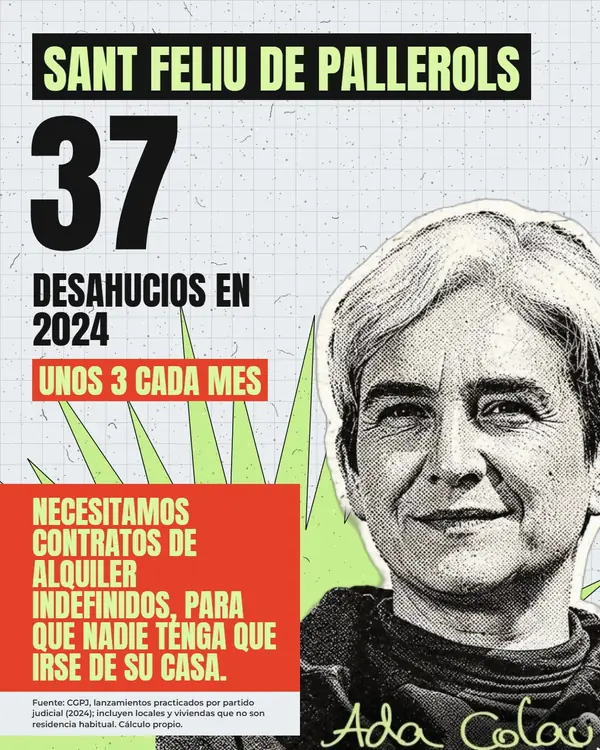 SANT FELIU DE PALLEROLS
37
DESAHUCIOS EN
2024
UNOS 3 CADA MES
NECESITAMOS
CONTRATOS DE
ALQUILER
INDEFINIDOS, PARA
QUE NADIE TENGA QUE
IRSE DE SU CASA.
Fuente: CGPJ, lanzamientos practicados por partido
judicial (2024); incluyen locales y viviendas que no son
residencia habitual. Cálculo propio.
Ada Colau